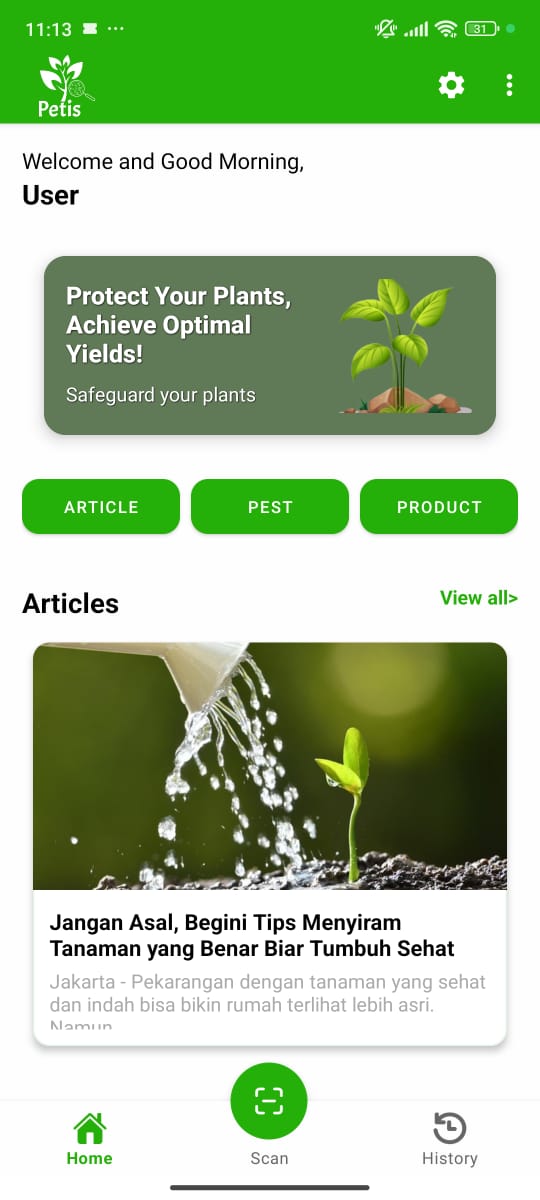 11:13
31
Petis
Welcome and Good Morning,
User
Protect Your Plants,
Achieve Optimal
Yields!
Safeguard your plants
ARTICLE PEST PRODUCT
Articles View all>
Jangan Asal, Begini Tips Menyiram
Tanaman yang Benar Biar Tumbuh Sehat
Jakarta - Pekarangan dengan tanaman yang sehat
dan indah bisa bikin rumah terlihat lebih asri.
Namun
Home Scan History